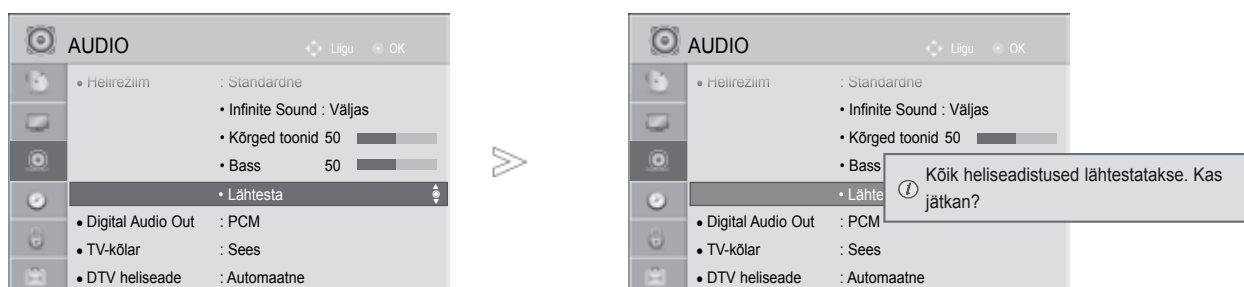 AUDIO
Liigu OK
• Helirežiim : Standardne
• Infinite Sound : Väljas
• Kõrged toonid 50
• Bass 50
• Lähtesta
• Digital Audio Out : PCM
• TV-kõlar : Sees
• DTV heliseade : Automaatne
AUDIO
Liigu OK
• Helirežiim : Standardne
• Infinite Sound : Väljas
• Kõrged toonid 50
• Bass
• Lähte
Kõik heliseadistused lähtestatakse. Kas
jätkan?
• Digital Audio Out : PCM
• TV-kõlar : Sees
• DTV heliseade : Automaatne